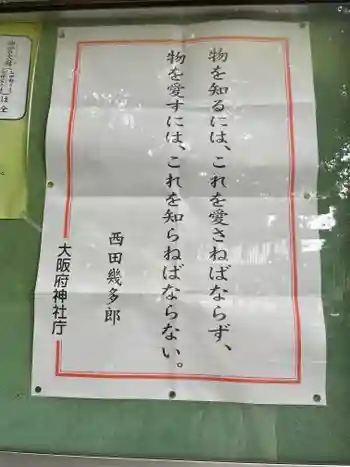 物を知るには、これを愛さねばならず、
物を愛すには、これを知らねばならない。
西田幾多郎
大阪府神社庁